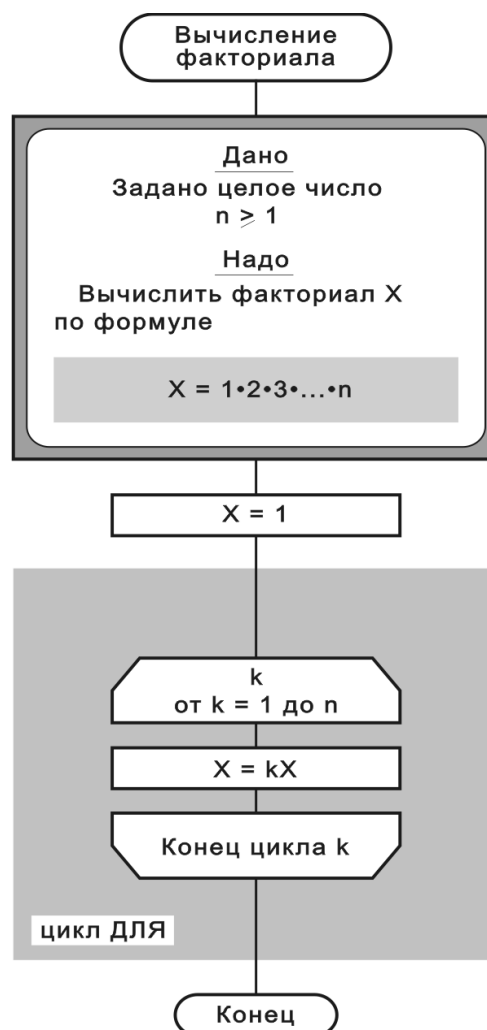 Вычисление
факториала
Дано
Задано целое число
n ⩾ 1
Надо
Вычислить факториал X
по формуле
X = 1•2•3•...•n
X = 1
k
от k = 1 до n
X = kX
Конец цикла k
цикл ДЛЯ
Конец